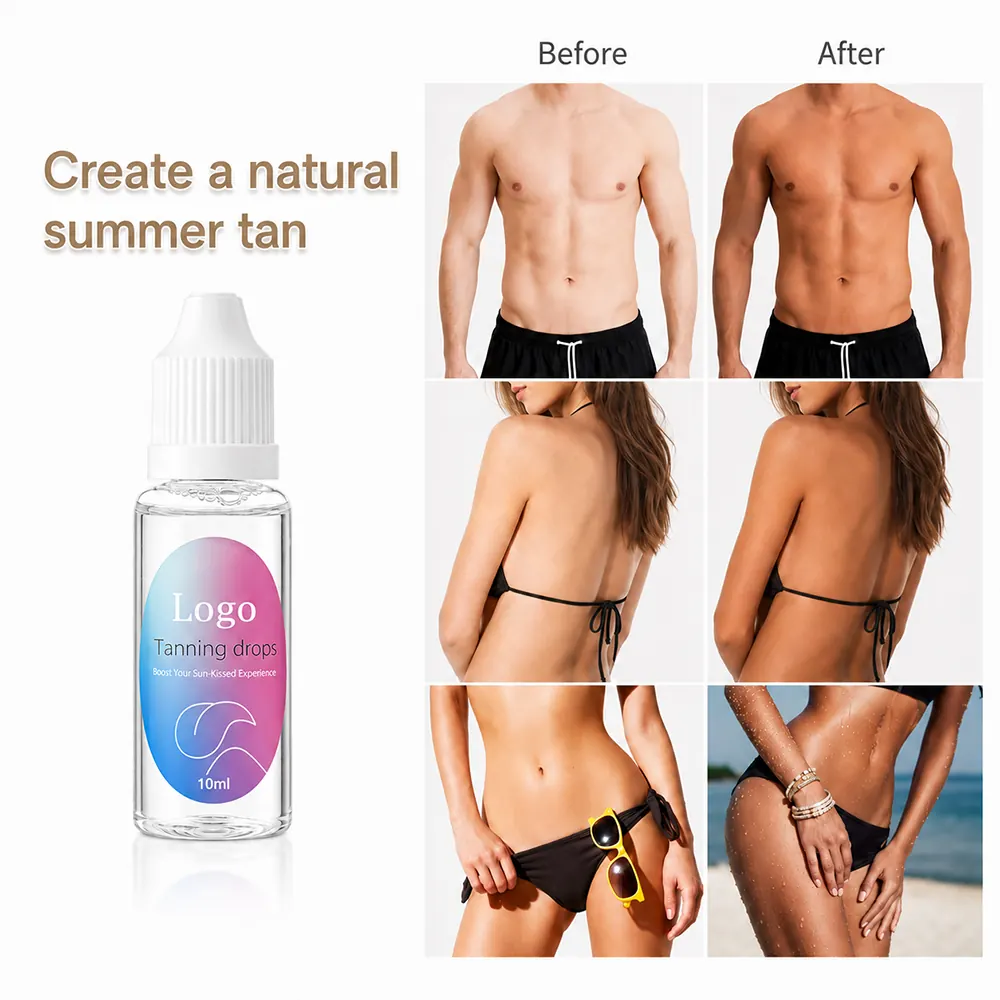 Before
After
Create a natural
summer tan
Logo
Tanning drops
Boost Your Sun-Kissed Experience
10ml